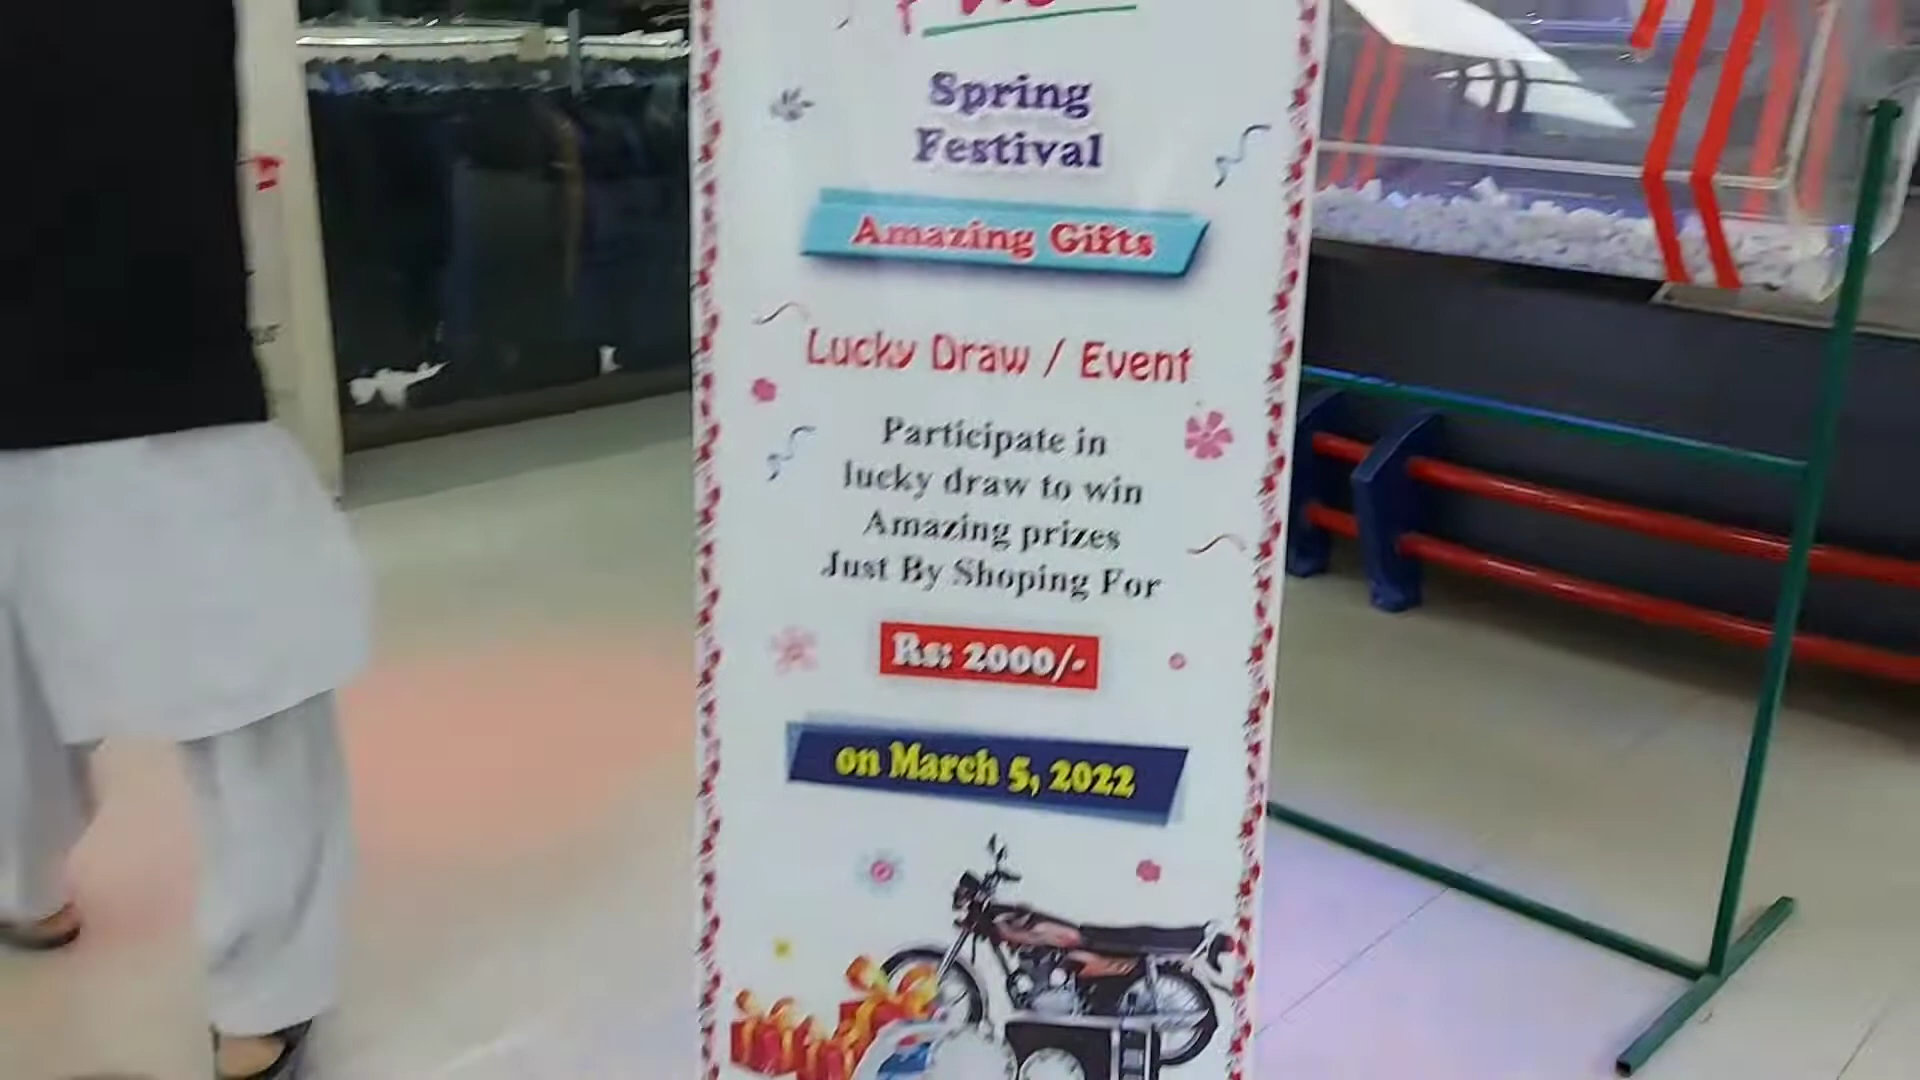 Spring
Festival
Amazing Gifts
Lucky Draw / Event
Participate in
lucky draw to win
Amazing prizes
Just By Shoping For
Rs: 2000/-
on March 5, 2022